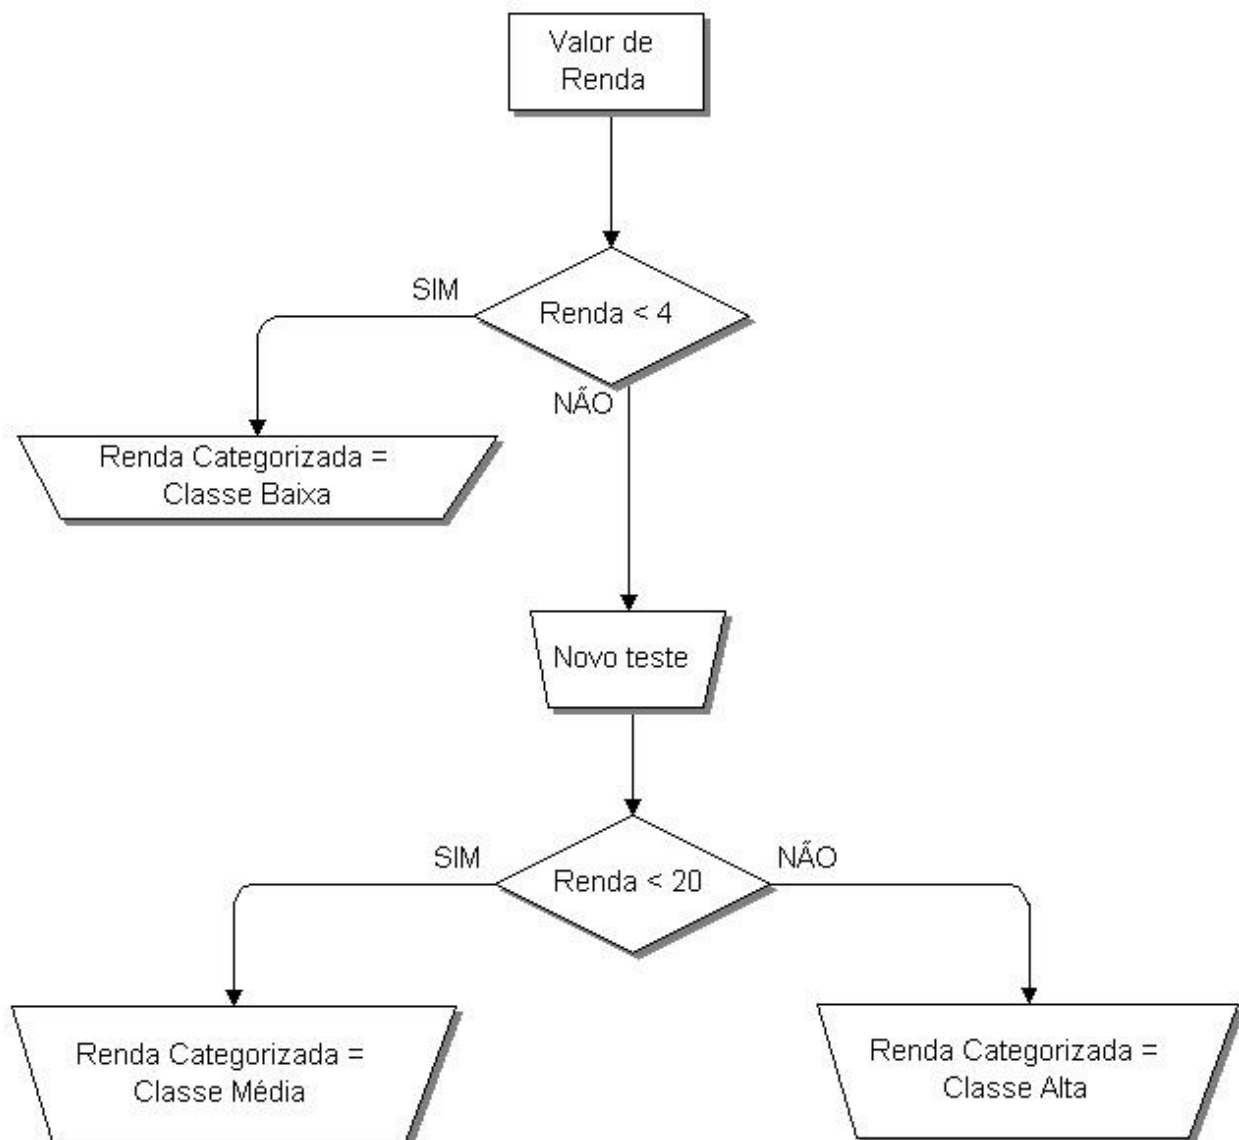 Valor de
Renda
SIM
Renda < 4
NÃO
Renda Categorizada =
Classe Baixa
Novo teste
SIM
NÃO
Renda < 20
Renda Categorizada =
Classe Média
Renda Categorizada =
Classe Alta